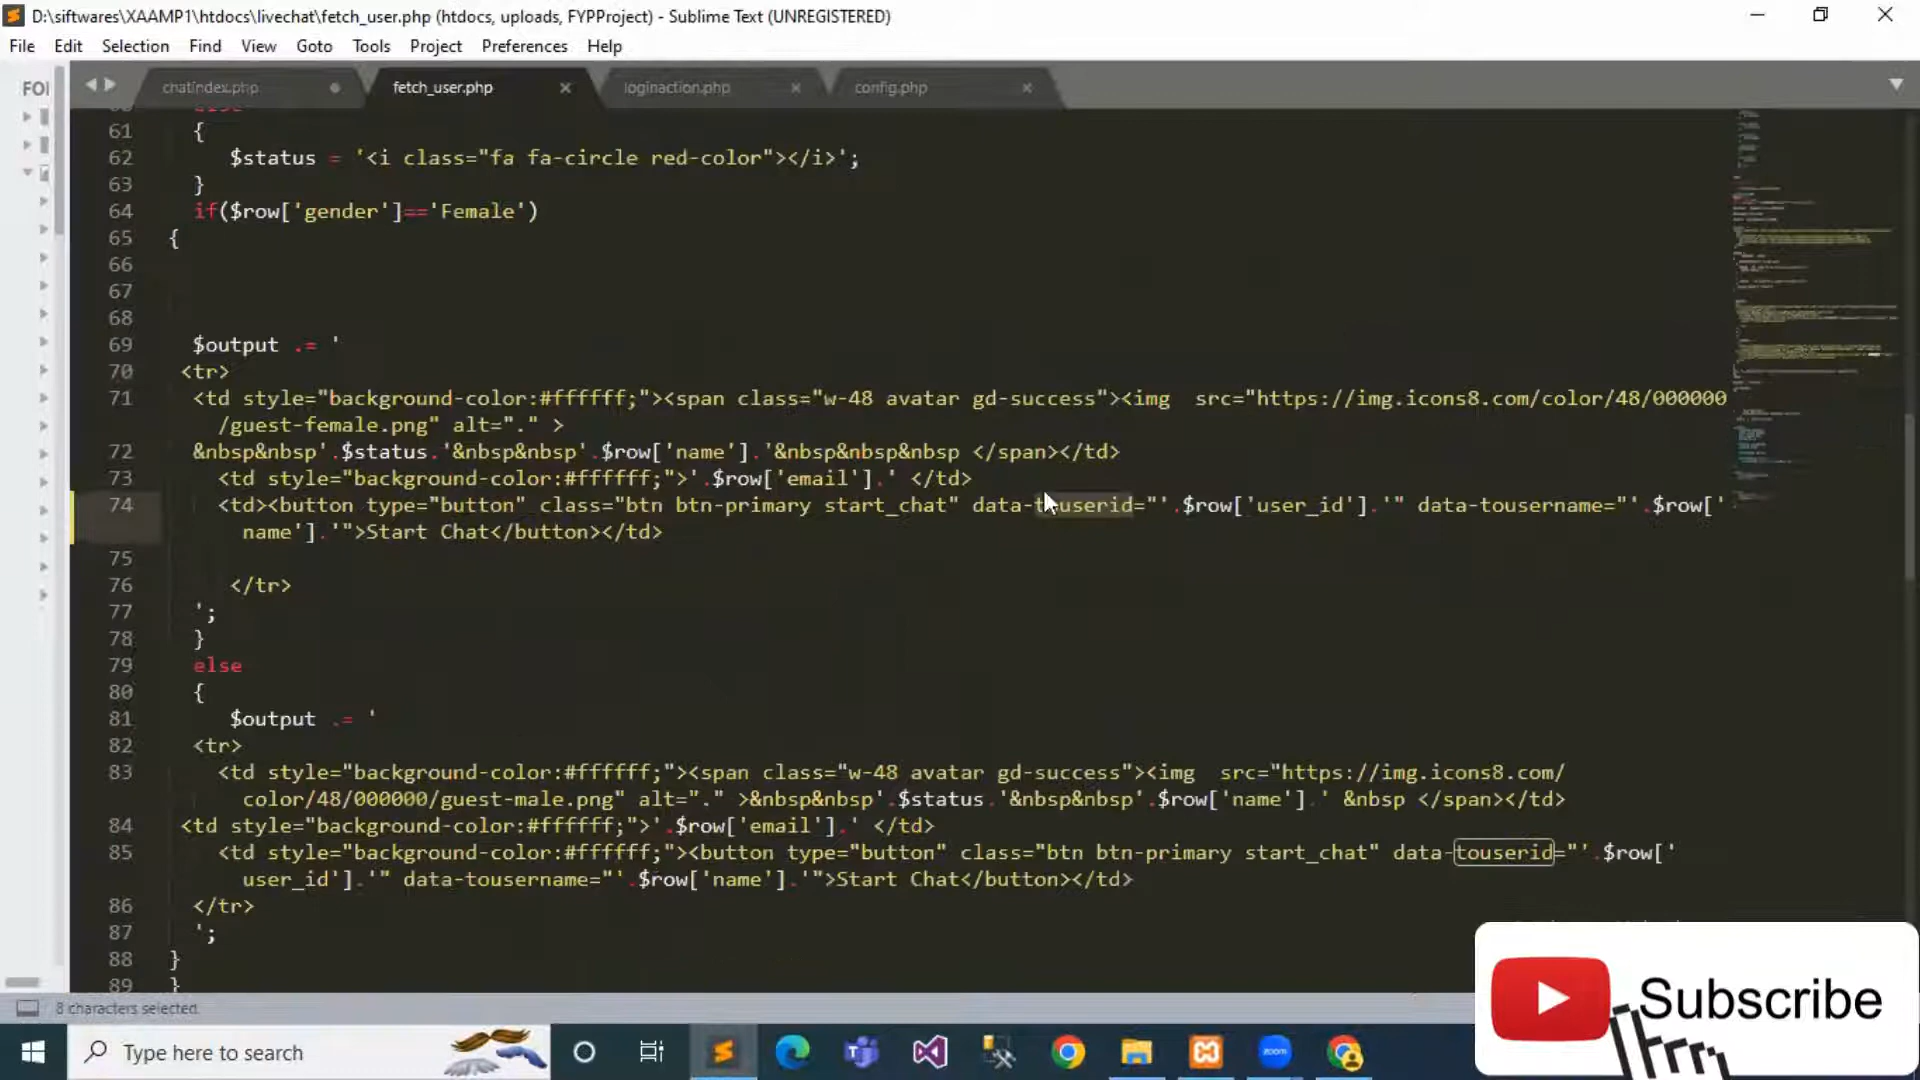 D:\siftwares\XAAMP1\htdocs\livechat\fetch_user.php (htdocs, uploads, FYPProject) - Sublime Text (UNREGISTERED)
File Edit Selection Find View Goto Tools Project Preferences Help
FOI
chatindex.php fetch_user.php loginaction.php config.php
else
61 {
62 $status = '<i class="fa fa-circle red-color"></i>';
63 }
64 if($row['gender']=='Female')
65 {
66
67
68
69 $output .= '
70 <tr>
71 <td style="background-color:#ffffff;"><span class="w-48 avatar gd-success"><img  src="https://img.icons8.com/color/48/000000
/guest-female.png" alt="." >
72 &nbsp&nbsp'.$status.'&nbsp&nbsp'.$row['name'].'&nbsp&nbsp&nbsp </span></td>
73 <td style="background-color:#ffffff;">'.$row['email'].' </td>
74 <td><button type="button" class="btn btn-primary start_chat" data-touserid="'.$row['user_id'].'" data-tousername="'.$row['
name'].'">Start Chat</button></td>
75
76 </tr>
77 ';
78 }
79 else
80 {
81 $output .= '
82 <tr>
83 <td style="background-color:#ffffff;"><span class="w-48 avatar gd-success"><img  src="https://img.icons8.com/
color/48/000000/guest-male.png" alt="." >&nbsp&nbsp'.$status.'&nbsp&nbsp'.$row['name'].' &nbsp </span></td>
84 <td style="background-color:#ffffff;">'.$row['email'].' </td>
85 <td style="background-color:#ffffff;"><button type="button" class="btn btn-primary start_chat" data-touserid="'.$row['
user_id'].'" data-tousername="'.$row['name'].'">Start Chat</button></td>
86 </tr>
87 ';
88 }
89 }
8 characters selected
Subscribe
Type here to search
zoom